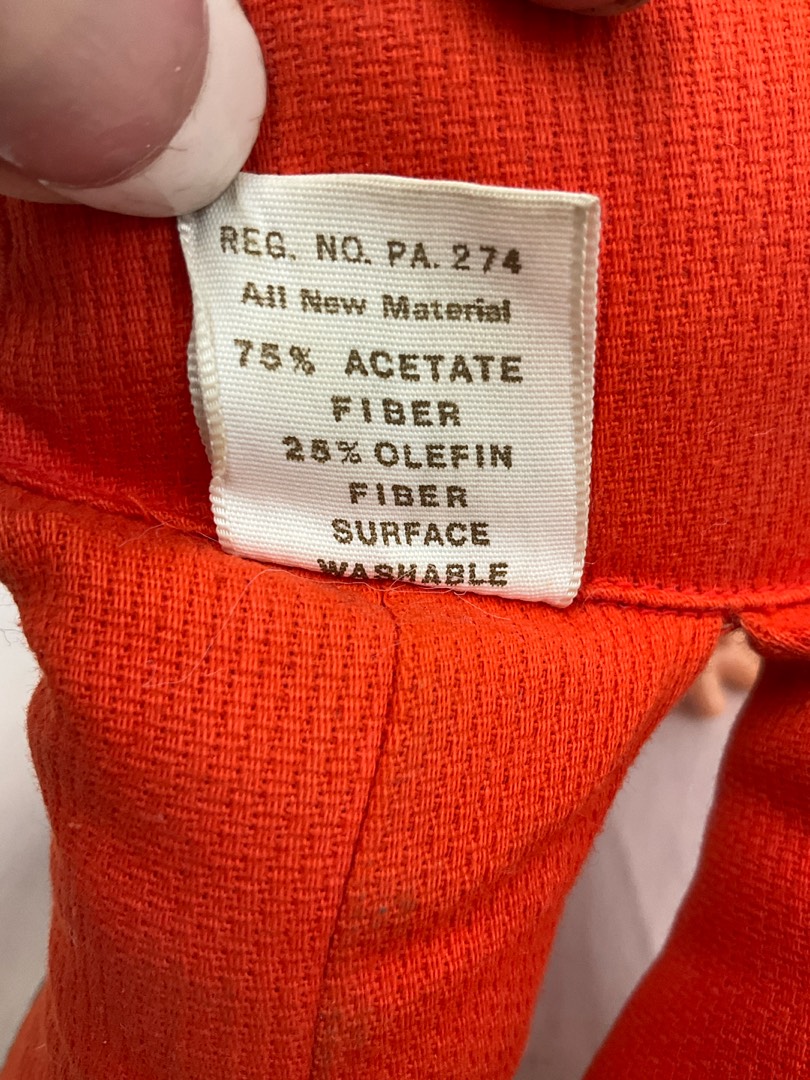 REG. NO. PA. 274
All New Material
75% ACETATE
FIBER
25% OLEFIN
FIBER
SURFACE
WASHABLE